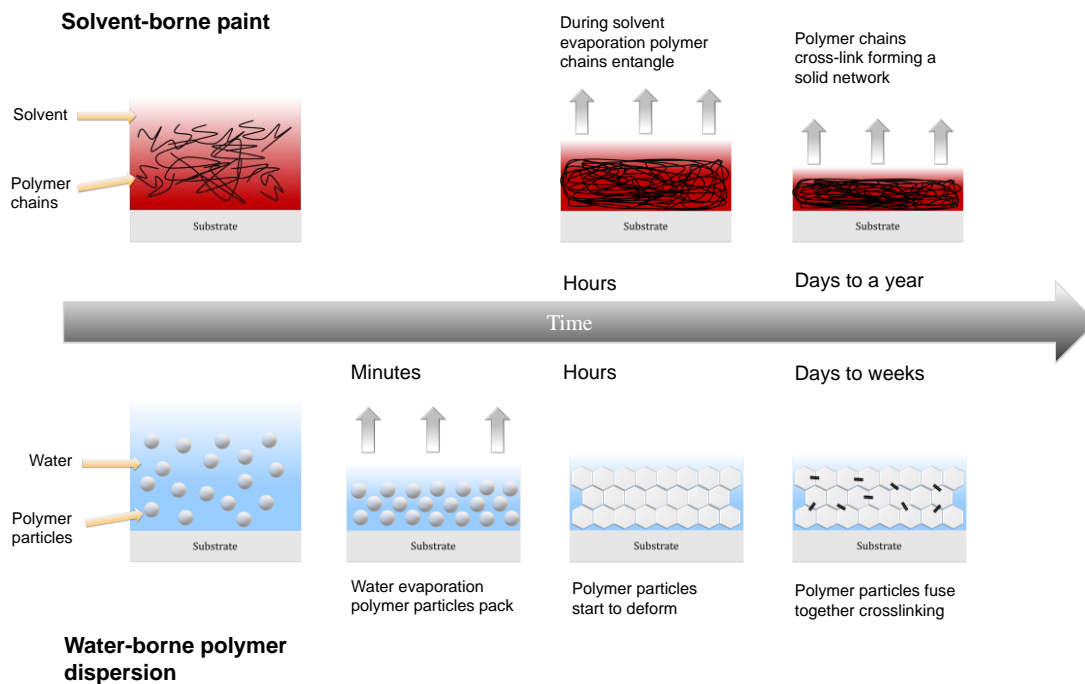 Solvent-borne paint
During solvent
evaporation polymer
chains entangle
Polymer chains
cross-link forming a
solid network
Solvent
Polymer
chains
Substrate
Substrate
Substrate
Hours
Days to a year
Time
Minutes
Hours
Days to weeks
Water
Polymer
particles
Substrate
Substrate
Substrate
Substrate
Water evaporation
polymer particles pack
Polymer particles
start to deform
Polymer particles fuse
together crosslinking
Water-borne polymer
dispersion